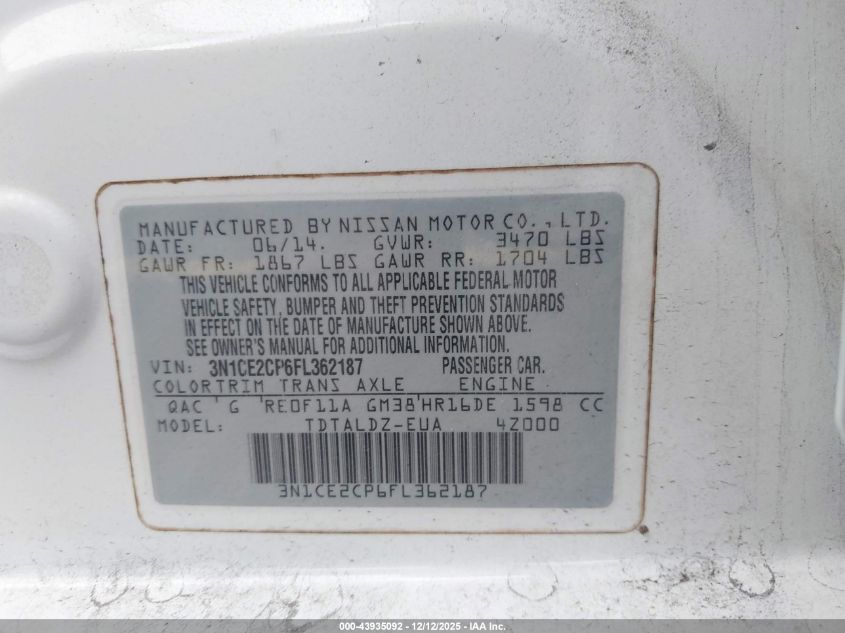 MANUFACTURED BY NISSAN MOTOR CO., LTD.
DATE: 06/14. GVWR: 3470 LBS
GAWR FR: 1867 LBS GAWR RR: 1704 LBS
THIS VEHICLE CONFORMS TO ALL APPLICABLE FEDERAL MOTOR
VEHICLE SAFETY, BUMPER AND THEFT PREVENTION STANDARDS
IN EFFECT ON THE DATE OF MANUFACTURE SHOWN ABOVE.
SEE OWNER'S MANUAL FOR ADDITIONAL INFORMATION.
VIN: 3N1CE2CP6FL362187 PASSENGER CAR.
COLOR TRIM TRANS AXLE ENGINE
QAC G RE0F11A GM38 HR16DE 1598 CC
MODEL: TDTALDZ-EUA 4Z000
3N1CE2CP6FL362187
000-43935092 - 12/12/2025 - IAA Inc.